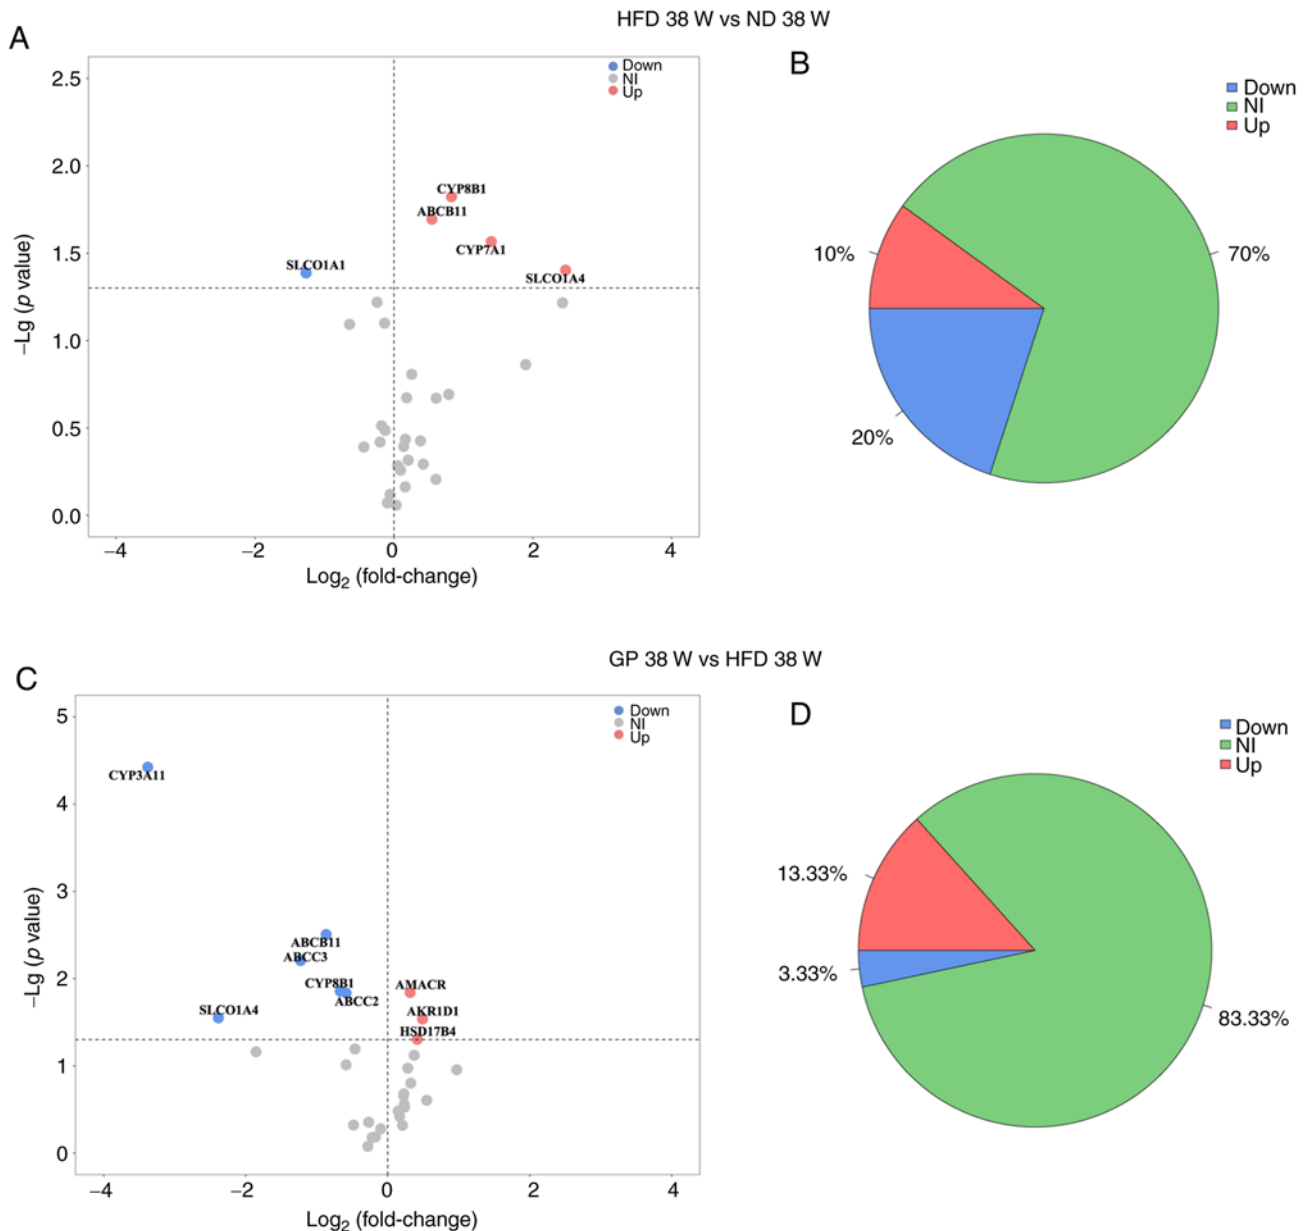 HFD 38 W vs ND 38 W
A
Down
NI
Up
2.5
2.0
1.5
1.0
0.5
0.0
–Lg (p value)
CYP8B1
ABCB11
CYP7A1
SLCO1A1
SLCO1A4
–4
–2
0
2
4
Log2 (fold-change)
B
Down
NI
Up
10%
70%
20%
GP 38 W vs HFD 38 W
C
Down
NI
Up
5
4
3
2
1
0
–Lg (p value)
CYP3A11
ABCB11
ABCC3
CYP8B1
ABCC2
SLCO1A4
AMACR
AKR1D1
HSD17B4
–4
–2
0
2
4
Log2 (fold-change)
D
Down
NI
Up
13.33%
3.33%
83.33%